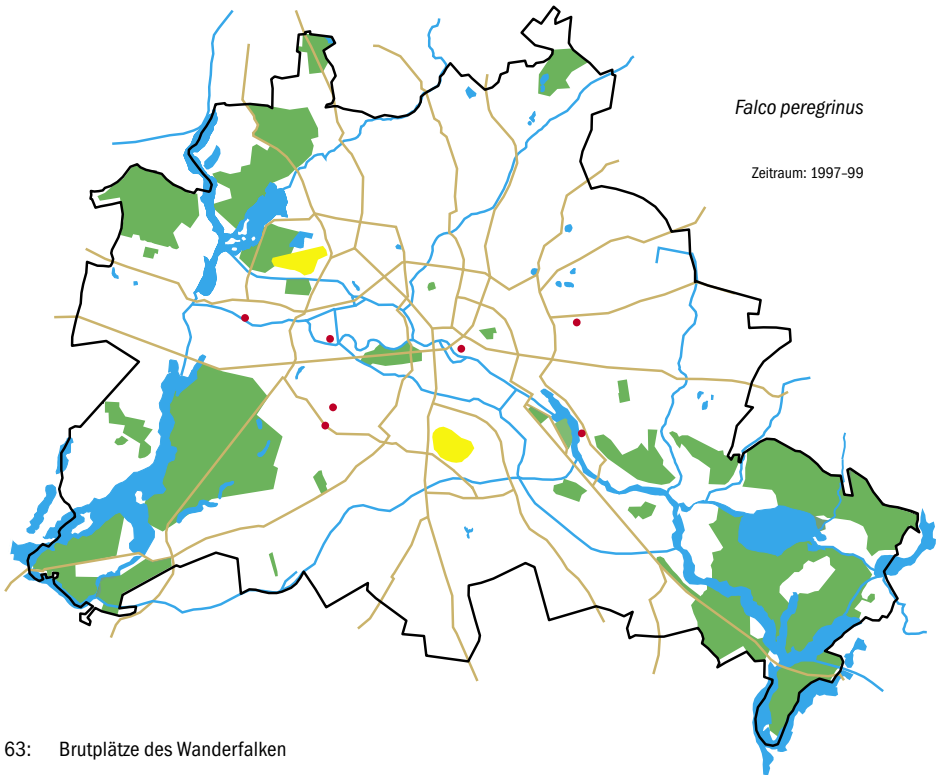 Falco peregrinus
Zeitraum: 1997–99
63: Brutplätze des Wanderfalken